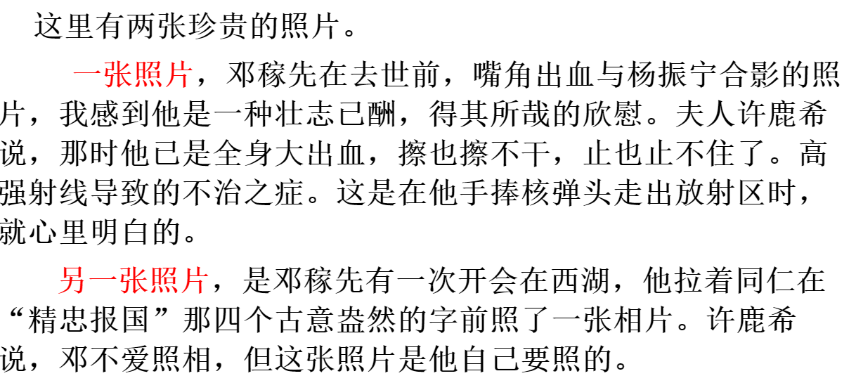 这里有两张珍贵的照片。
一张照片，邓稼先在去世前，嘴角出血与杨振宁合影的照
片，我感到他是一种壮志已酬，得其所哉的欣慰。夫人许鹿希
说，那时他已是全身大出血，擦也擦不干，止也止不住了。高
强射线导致的不治之症。这是在他手捧核弹头走出放射区时，
就心里明白的。
另一张照片，是邓稼先有一次开会在西湖，他拉着同仁在
“精忠报国”那四个古意盎然的字前照了一张相片。许鹿希
说，邓不爱照相，但这张照片是他自己要照的。